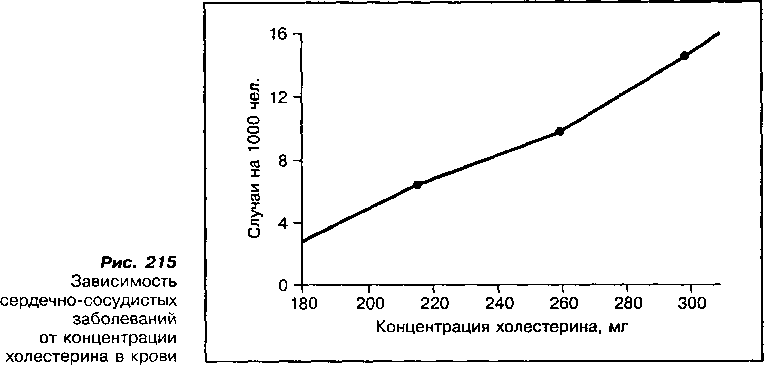 16
12
8
4
0
Случаи на 1000 чел.
180 200 220 240 260 280 300
Концентрация холестерина, мг
Рис. 215
Зависимость
сердечно-сосудистых
заболеваний
от концентрации
холестерина в крови